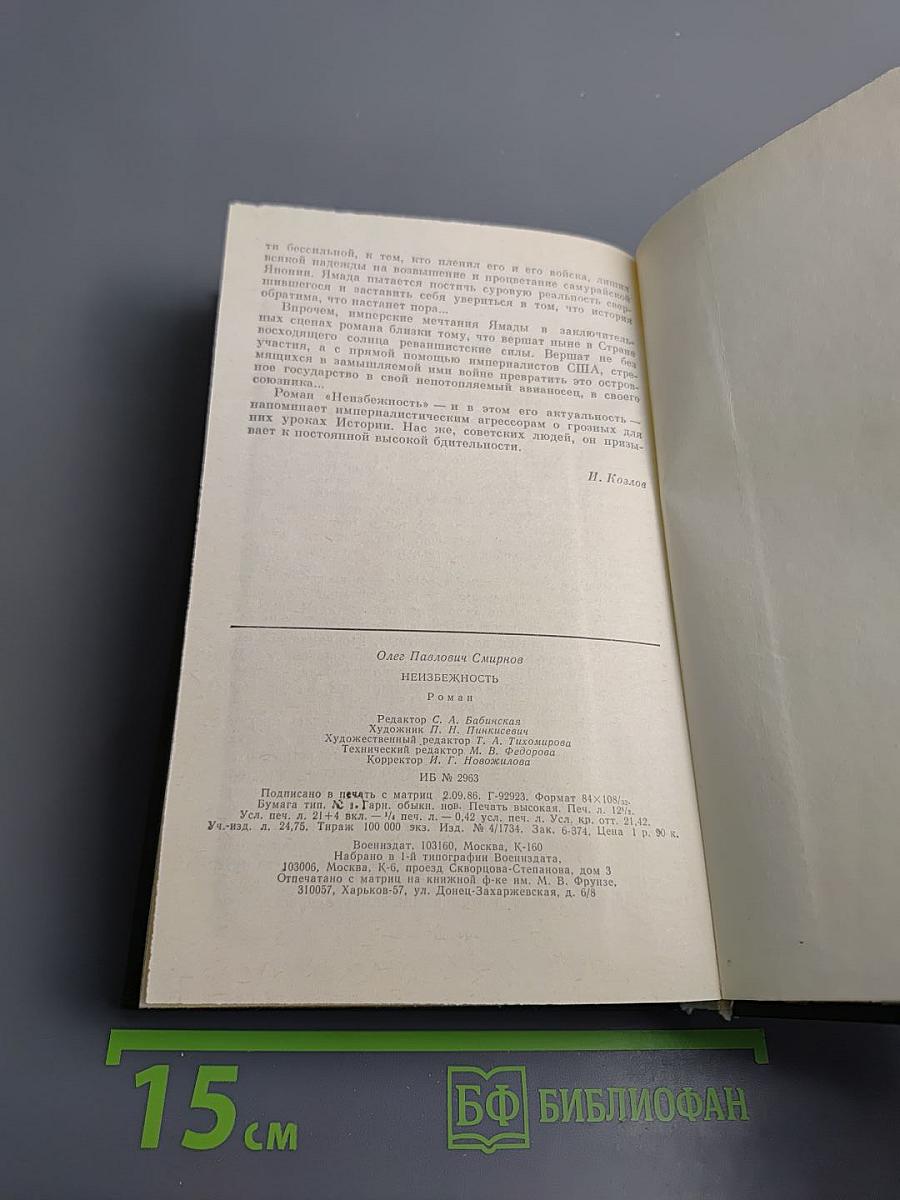 ти бессильной, к тем, кто пленил его и его войска, лишил
всякой надежды на возвышение и процветание самурайской
Японии. Ямада пытается постичь суровую реальность свер-
шившегося и заставить себя увериться в том, что история
обратима, что настанет пора...
Впрочем, имперские мечтания Ямады в заключитель-
ных сценах романа близки тому, что вершат ныне в Стране
восходящего солнца реваншистские силы. Вершат не без
участия, а с прямой помощью империалистов США, стре-
мящихся в замышляемой ими войне превратить это остров-
ное государство в свой непотопляемый авианосец, в своего
союзника...
Роман «Неизбежность» — и в этом его актуальность —
напоминает империалистическим агрессорам о грозных для
них уроках Истории. Нас же, советских людей, он призы-
вает к постоянной высокой бдительности.
И. Козлов
Олег Павлович Смирнов
НЕИЗБЕЖНОСТЬ
Роман
Редактор С. А. Бабинская
Художник П. Н. Пинкисевич
Художественный редактор Т. А. Тихомирова
Технический редактор М. В. Федорова
Корректор И. Г. Новожилова
ИБ № 2963
Подписано в печать с матриц 2.09.86. Г-92923. Формат 84×108/32.
Бумага тип. № 1. Гарн. обыкн. нов. Печать высокая. Печ. л. 12½.
Усл. печ. л. 21+4 вкл. — ¼ печ. л. — 0,42 усл. печ. л. Усл. кр. отт. 21,42.
Уч.-изд. л. 24,75. Тираж 100 000 экз. Изд. № 4/1734. Зак. 6-374. Цена 1 р. 90 к.
Воениздат, 103160, Москва, К-160
Набрано в 1-й типографии Воениздата,
103006, Москва, К-6, проезд Скворцова-Степанова, дом 3
Отпечатано с матриц на книжной ф-ке им. М. В. Фрунзе,
310057, Харьков-57, ул. Донец-Захаржевская, д. 6/8
15 см
БФ БИБЛИОФАН